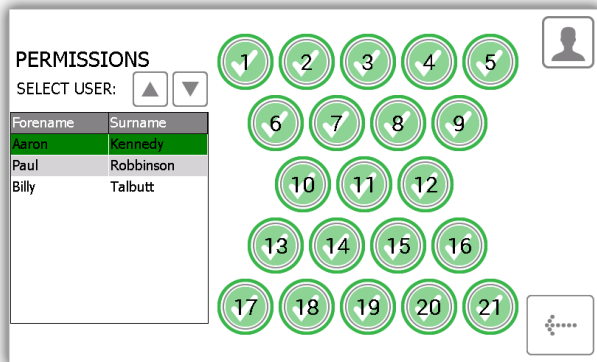 PERMISSIONS
SELECT USER:
Forename Surname
Aaron Kennedy
Paul Robbinson
Billy Talbutt
1 2 3 4 5
6 7 8 9
10 11 12
13 14 15 16
17 18 19 20 21